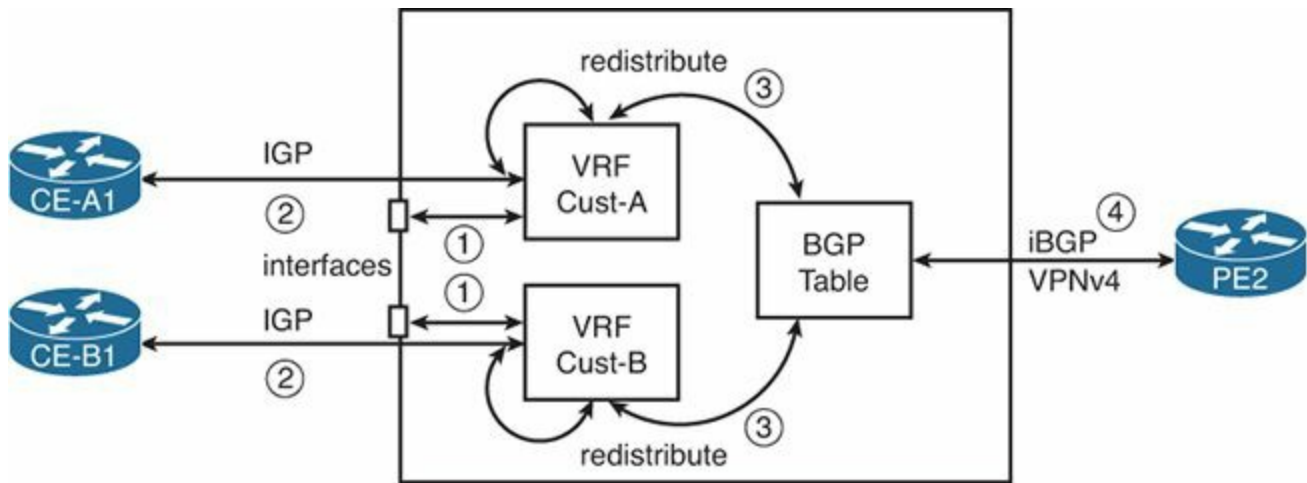 redistribute
③
IGP
CE-A1
②
VRF
Cust-A
①
interfaces
①
BGP
Table
④
iBGP
VPNv4
PE2
IGP
CE-B1
②
VRF
Cust-B
③
redistribute